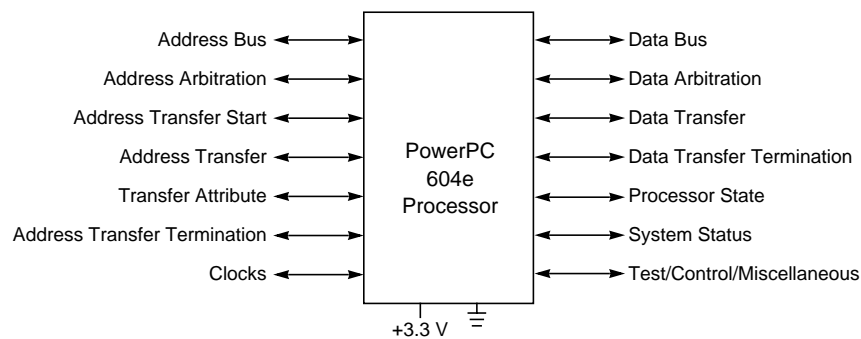 Address Bus
Address Arbitration
Address Transfer Start
Address Transfer
Transfer Attribute
Address Transfer Termination
Clocks
PowerPC
604e
Processor
+3.3 V
Data Bus
Data Arbitration
Data Transfer
Data Transfer Termination
Processor State
System Status
Test/Control/Miscellaneous